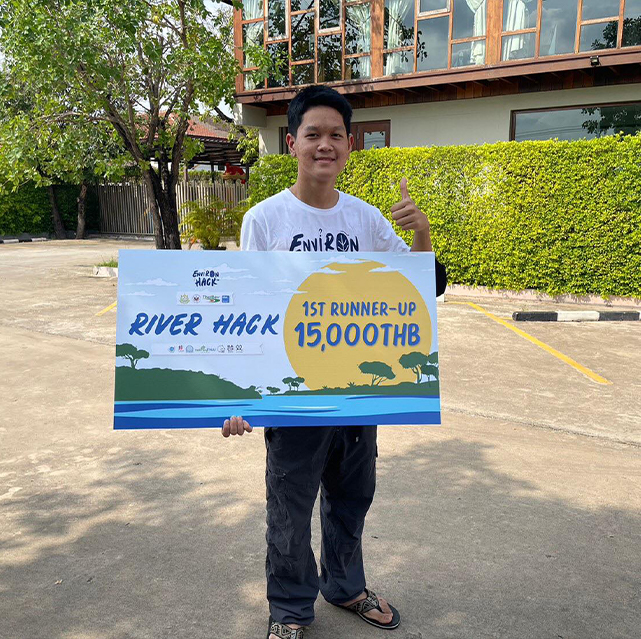 ENVIRON
ENVIRON
HACK
RIVER HACK
1ST RUNNER-UP
15,000THB